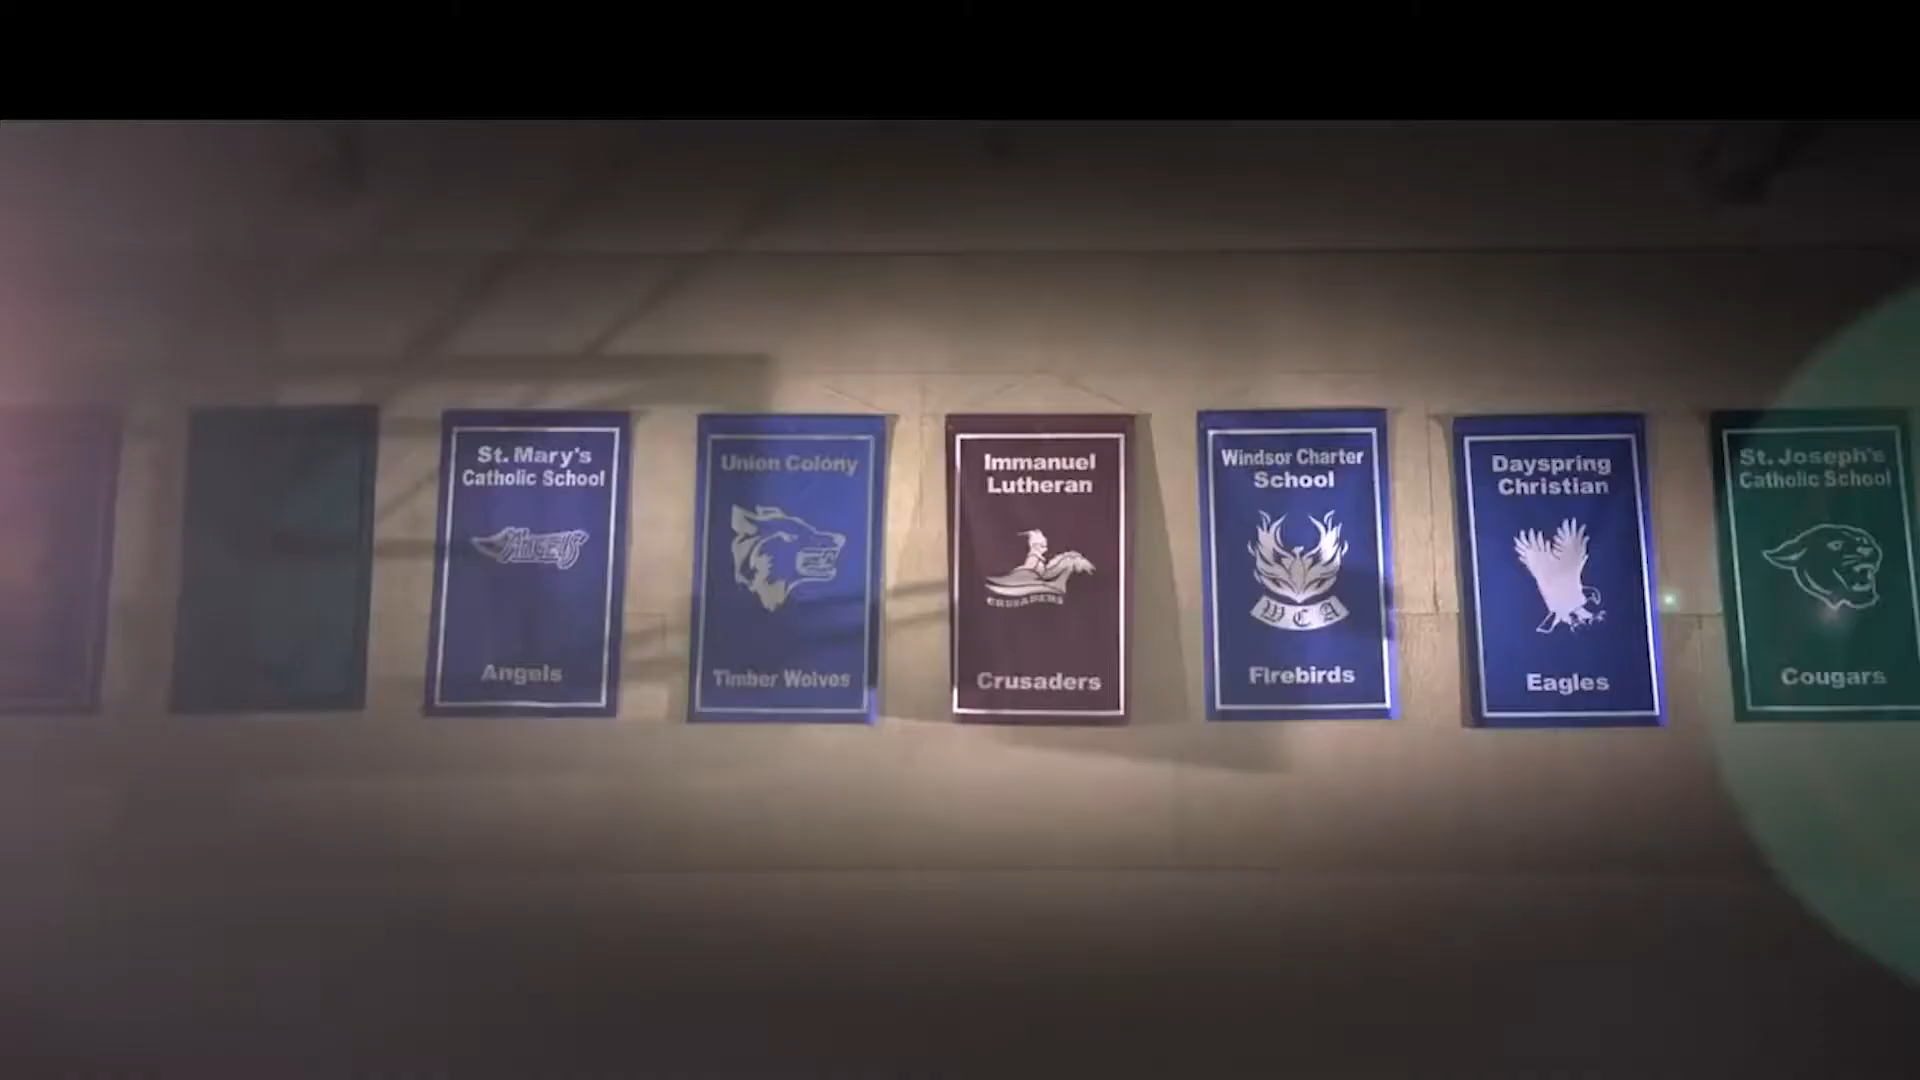 St. Mary's
Catholic School
Angels
Angels
Union Colony
Timber Wolves
Immanuel
Lutheran
CRUSADERS
Crusaders
Windsor Charter
School
WCA
Firebirds
Dayspring
Christian
Eagles
St. Joseph's
Catholic School
Cougars